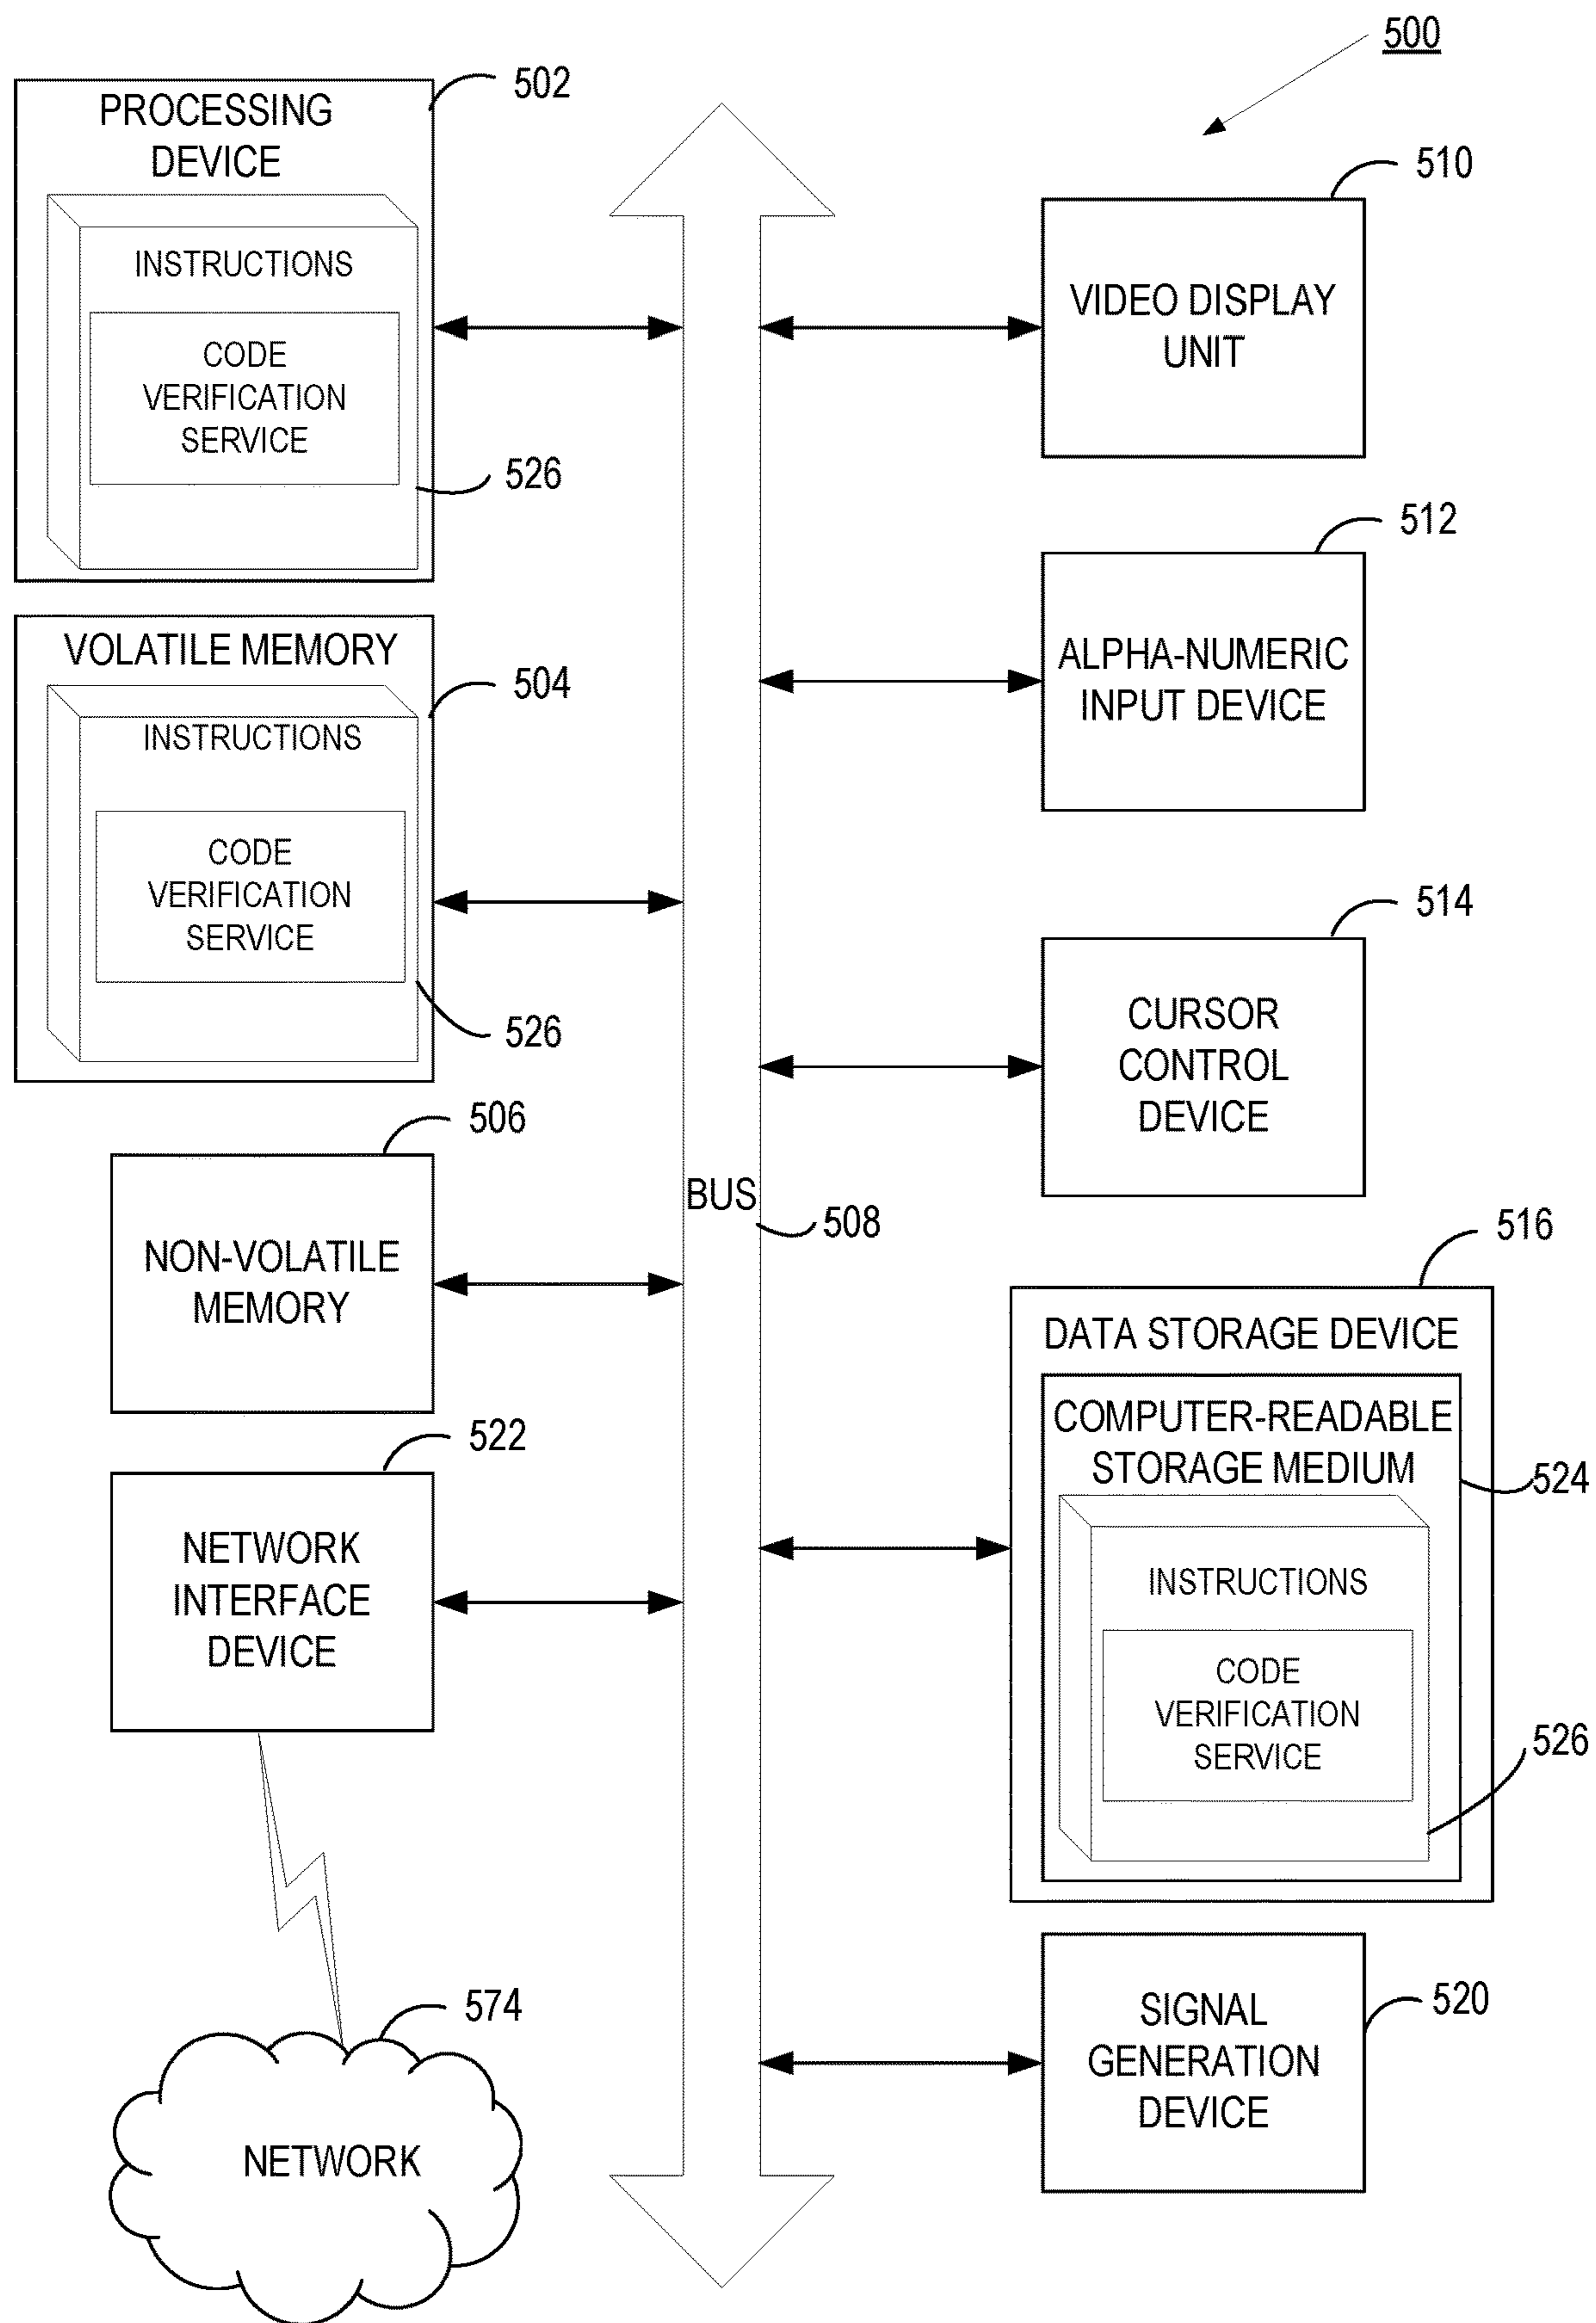 500
502
PROCESSING
DEVICE
INSTRUCTIONS
CODE
VERIFICATION
SERVICE
526
VOLATILE MEMORY
504
INSTRUCTIONS
CODE
VERIFICATION
SERVICE
526
506
NON-VOLATILE
MEMORY
522
NETWORK
INTERFACE
DEVICE
574
NETWORK
BUS
508
510
VIDEO DISPLAY
UNIT
512
ALPHA-NUMERIC
INPUT DEVICE
514
CURSOR
CONTROL
DEVICE
516
DATA STORAGE DEVICE
COMPUTER-READABLE
STORAGE MEDIUM
524
INSTRUCTIONS
CODE
VERIFICATION
SERVICE
526
SIGNAL
GENERATION
DEVICE
520